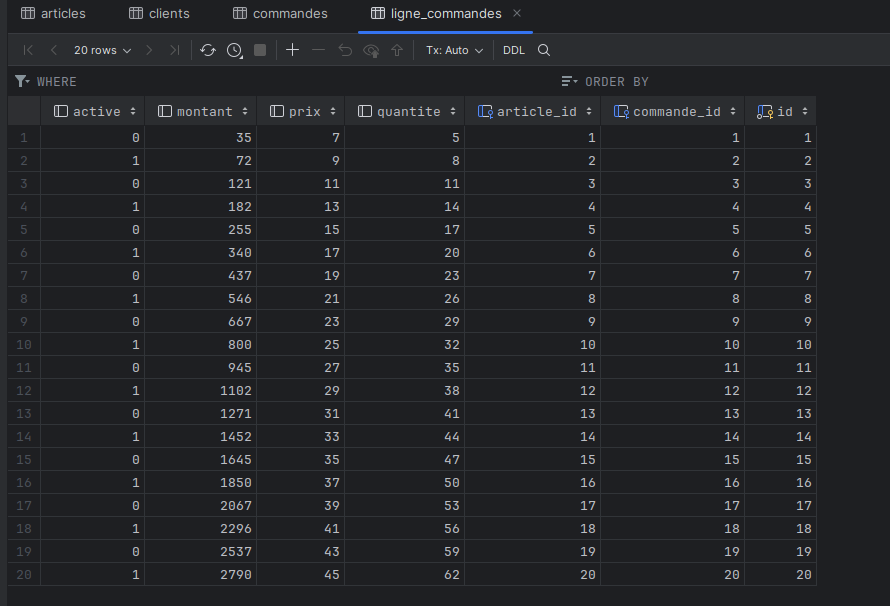 articles clients commandes ligne_commandes
20 rows Tx: Auto DDL
WHERE ORDER BY
active montant prix quantite article_id commande_id id
1 0 35 7 5 1 1 1
2 1 72 9 8 2 2 2
3 0 121 11 11 3 3 3
4 1 182 13 14 4 4 4
5 0 255 15 17 5 5 5
6 1 340 17 20 6 6 6
7 0 437 19 23 7 7 7
8 1 546 21 26 8 8 8
9 0 667 23 29 9 9 9
10 1 800 25 32 10 10 10
11 0 945 27 35 11 11 11
12 1 1102 29 38 12 12 12
13 0 1271 31 41 13 13 13
14 1 1452 33 44 14 14 14
15 0 1645 35 47 15 15 15
16 1 1850 37 50 16 16 16
17 0 2067 39 53 17 17 17
18 1 2296 41 56 18 18 18
19 0 2537 43 59 19 19 19
20 1 2790 45 62 20 20 20